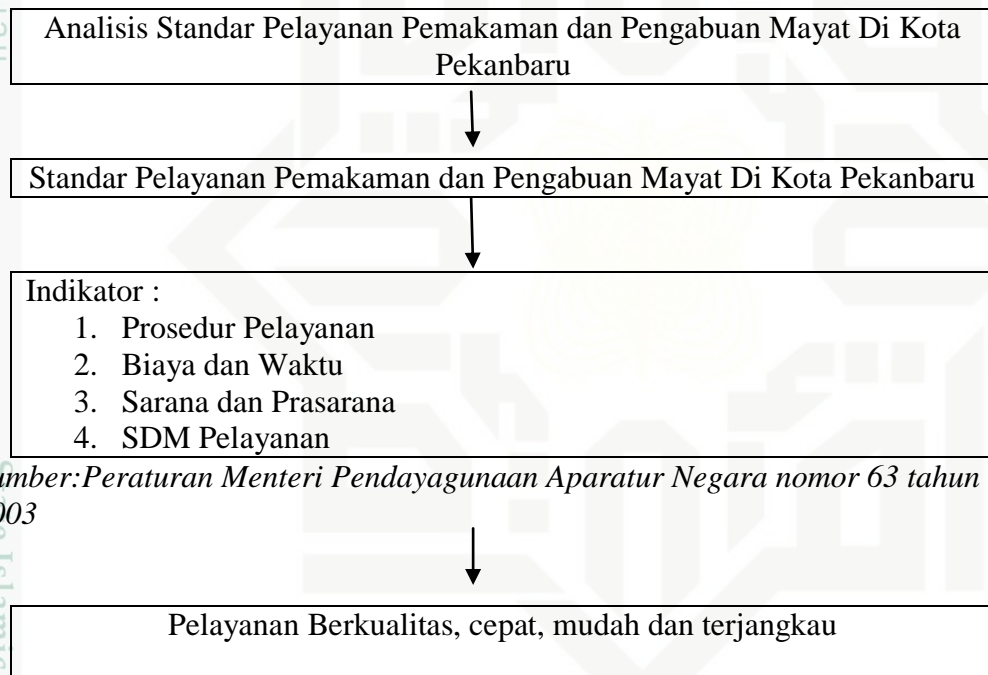 Analisis Standar Pelayanan Pemakaman dan Pengabuan Mayat Di Kota
Pekanbaru
Standar Pelayanan Pemakaman dan Pengabuan Mayat Di Kota Pekanbaru
Indikator :
1. Prosedur Pelayanan
2. Biaya dan Waktu
3. Sarana dan Prasarana
4. SDM Pelayanan
umber:Peraturan Menteri Pendayagunaan Aparatur Negara nomor 63 tahun
003
Pelayanan Berkualitas, cepat, mudah dan terjangkau